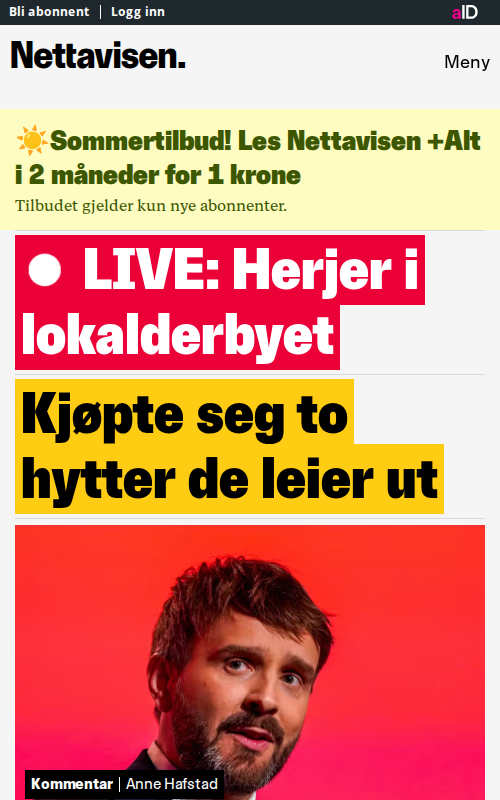 Bli abonnent | Logg inn
aID
Nettavisen.
Meny
☀️Sommertilbud! Les Nettavisen +Alt
i 2 måneder for 1 krone
Tilbudet gjelder kun nye abonnenter.
LIVE: Herjer i
lokalderbyet
Kjøpte seg to
hytter de leier ut
Kommentar | Anne Hafstad